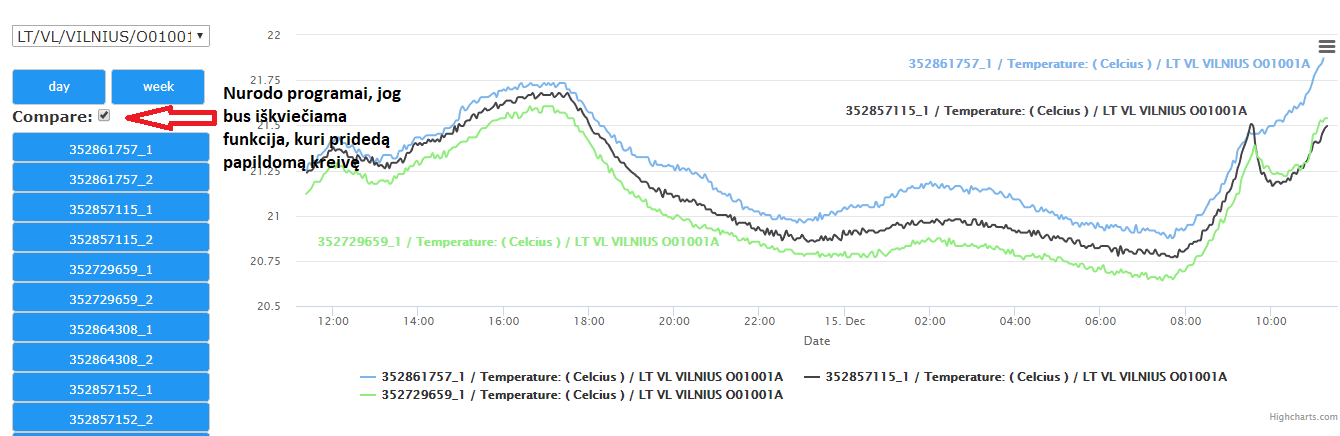 LT/VL/VILNIUS/O01001
day
week
Compare:
Nurodo programai, jog
bus iškviečiama
funkcija, kuri pridedą
papildomą kreivę
352861757_1
352861757_2
352857115_1
352857115_2
352729659_1
352729659_2
352864308_1
352864308_2
352857152_1
352857152_2
22
21.75
21.5
21.25
21
20.75
20.5
352861757_1 / Temperature: ( Celcius ) / LT VL VILNIUS O01001A
352857115_1 / Temperature: ( Celcius ) / LT VL VILNIUS O01001A
352729659_1 / Temperature: ( Celcius ) / LT VL VILNIUS O01001A
12:00
14:00
16:00
18:00
20:00
22:00
15. Dec
02:00
04:00
06:00
08:00
10:00
Date
352861757_1 / Temperature: ( Celcius ) / LT VL VILNIUS O01001A
352857115_1 / Temperature: ( Celcius ) / LT VL VILNIUS O01001A
352729659_1 / Temperature: ( Celcius ) / LT VL VILNIUS O01001A
Highcharts.com